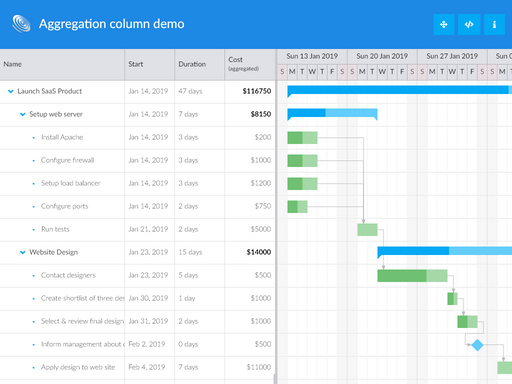 Aggregation column demo
Name Start Duration Cost (aggregated)
Sun 13 Jan 2019 Sun 20 Jan 2019 Sun 27 Jan 2019 Sun 0
S M T W T F S S M T W T F S S M T W T F S S M T
Launch SaaS Product Jan 14, 2019 47 days $116750
Setup web server Jan 14, 2019 7 days $8150
Install Apache Jan 14, 2019 3 days $200
Configure firewall Jan 14, 2019 3 days $1000
Setup load balancer Jan 14, 2019 3 days $1200
Configure ports Jan 14, 2019 2 days $750
Run tests Jan 21, 2019 2 days $5000
Website Design Jan 23, 2019 15 days $14000
Contact designers Jan 23, 2019 5 days $500
Create shortlist of three des Jan 30, 2019 1 day $1000
Select & review final design Jan 31, 2019 2 days $1000
Inform management about Feb 2, 2019 0 days $500
Apply design to web site Feb 4, 2019 7 days $11000